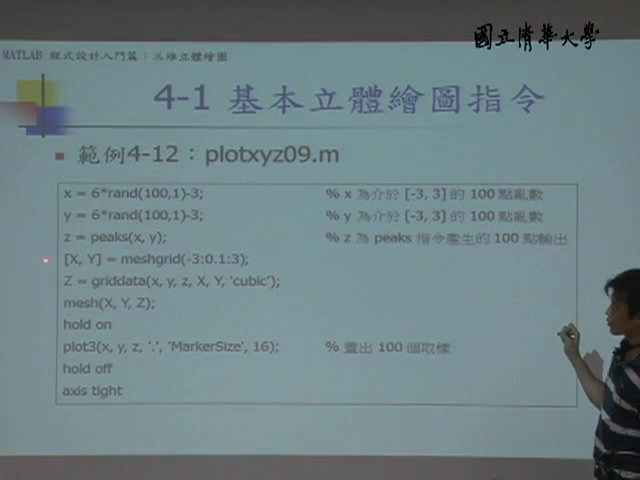 國立清華大學
MATLAB 程式設計入門篇：三維立體繪圖
4-1 基本立體繪圖指令
範例4-12：plotxyz09.m
x = 6*rand(100,1)-3; % x 為介於 [-3, 3] 的 100 點亂數
y = 6*rand(100,1)-3; % y 為介於 [-3, 3] 的 100 點亂數
z = peaks(x, y); % z 為 peaks 指令產生的 100 點輸出
[X, Y] = meshgrid(-3:0.1:3);
Z = griddata(x, y, z, X, Y, 'cubic');
mesh(X, Y, Z);
hold on
plot3(x, y, z, '.', 'MarkerSize', 16); % 畫出 100 個取樣
hold off
axis tight